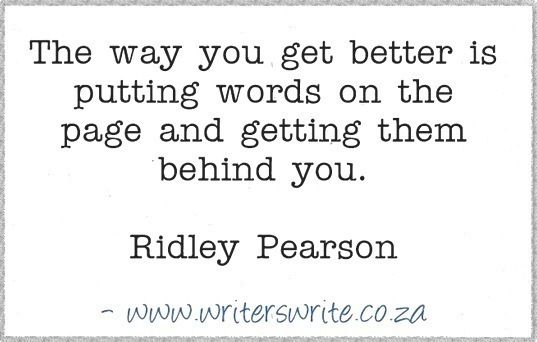 The way you get better is
putting words on the
page and getting them
behind you.
Ridley Pearson
- www.writerswrite.co.za